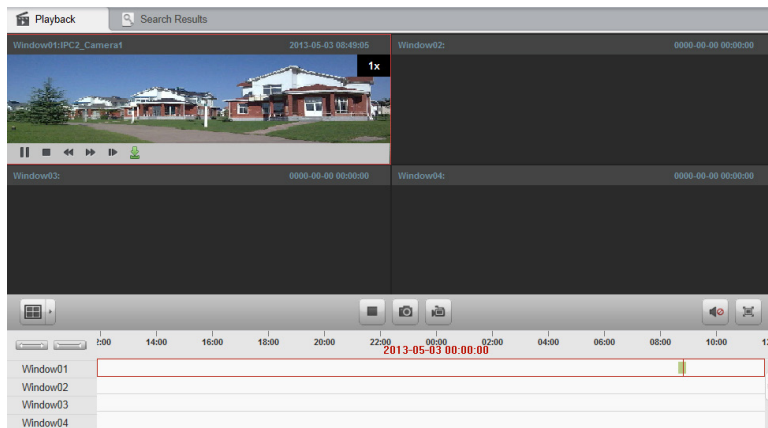 Playback
Search Results
Window01:IPC2_Camera1 2013-05-03 08:49:05
Window02: 0000-00-00 00:00:00
1x
Window03: 0000-00-00 00:00:00
Window04: 0000-00-00 00:00:00
2:00 14:00 16:00 18:00 20:00 22:00 00:00 02:00 04:00 06:00 08:00 10:00 1
2013-05-03 00:00:00
Window01
Window02
Window03
Window04